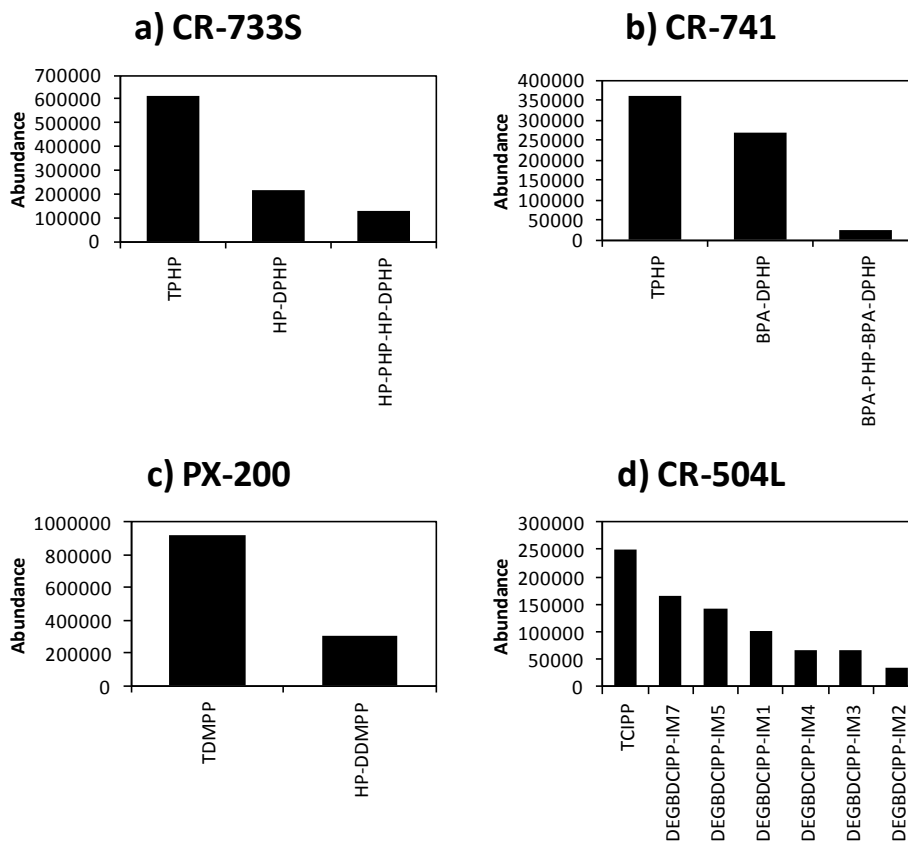 a) CR-733S
700000
600000
500000
400000
300000
200000
100000
0
Abundance
TPHP
HP-DPHP
HP-PHP-HP-DPHP
b) CR-741
400000
350000
300000
250000
200000
150000
100000
50000
0
Abundance
TPHP
BPA-DPHP
BPA-PHP-BPA-DPHP
c) PX-200
1000000
800000
600000
400000
200000
0
Abundance
TDMPP
HP-DDMPP
d) CR-504L
300000
250000
200000
150000
100000
50000
0
Abundance
TCIPP
DEGBDCIPP-IM7
DEGBDCIPP-IM5
DEGBDCIPP-IM1
DEGBDCIPP-IM4
DEGBDCIPP-IM3
DEGBDCIPP-IM2